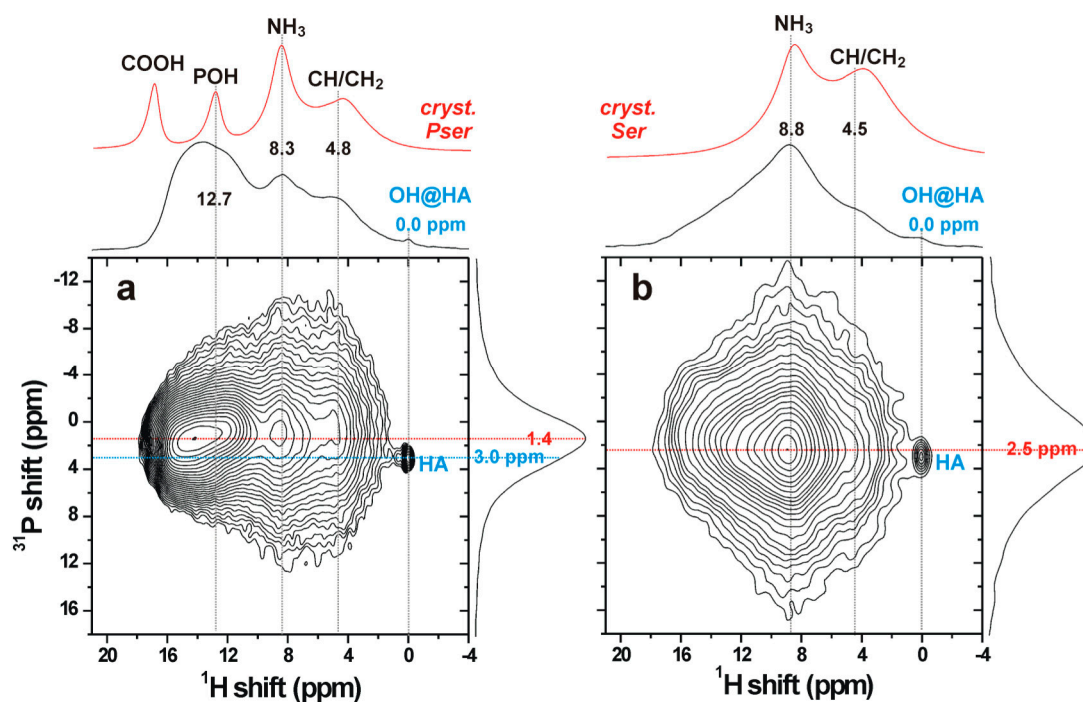 COOH
POH
NH3
CH/CH2
cryst.
Pser
8.3
4.8
12.7
OH@HA
0.0 ppm
NH3
CH/CH2
cryst.
Ser
8.8
4.5
OH@HA
0.0 ppm
a
-12
-8
-4
0
4
8
12
16
31P shift (ppm)
1.4
3.0 ppm
HA
20 16 12 8 4 0 -4
1H shift (ppm)
b
2.5 ppm
HA
20 16 12 8 4 0 -4
1H shift (ppm)